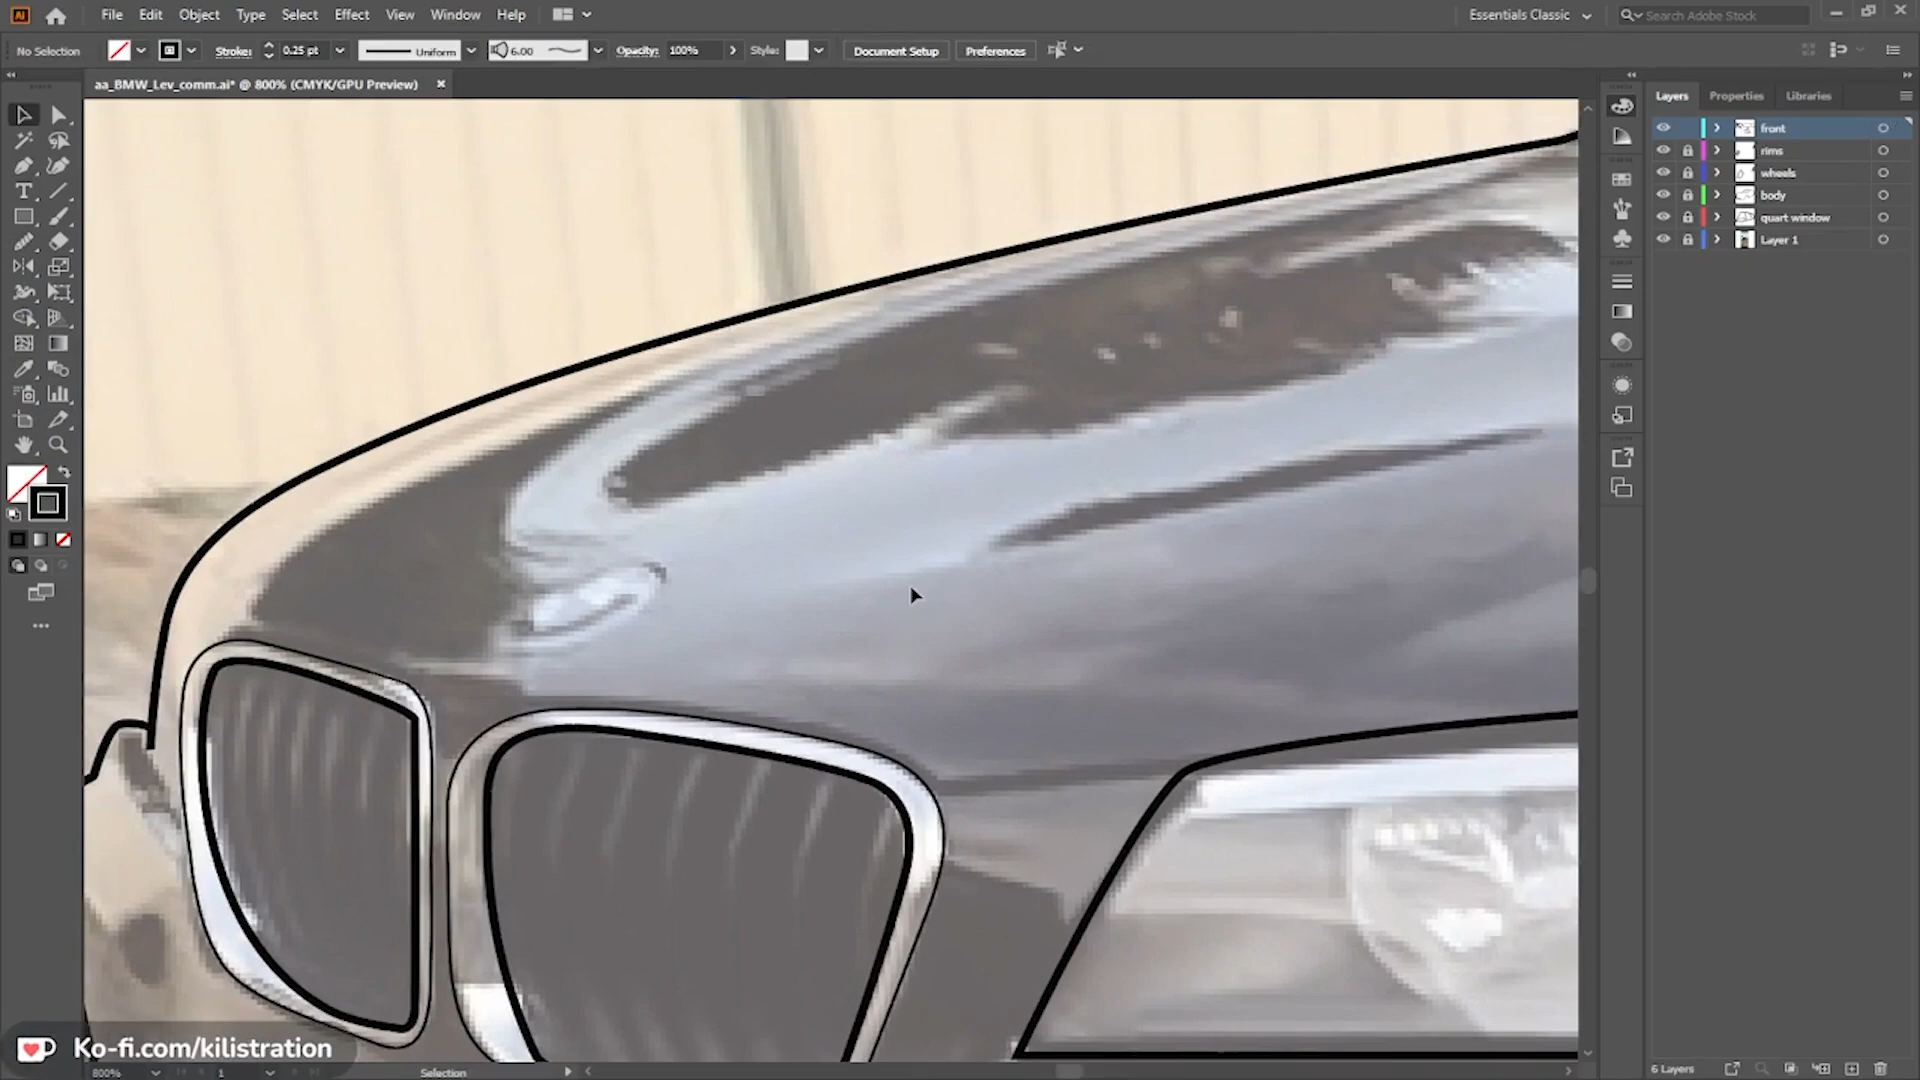 Ai File Edit Object Type Select Effect View Window Help
Essentials Classic
Search Adobe Stock
No Selection
Stroke: 0.25 pt
Uniform
6.00
Opacity: 100%
Style:
Document Setup
Preferences
aa_BMW_Lev_comm.ai* @ 800% (CMYK/GPU Preview)
Layers Properties Libraries
front
rims
wheels
body
quart window
Layer 1
Ko-fi.com/kilistration
800%
1
Selection
6 Layers